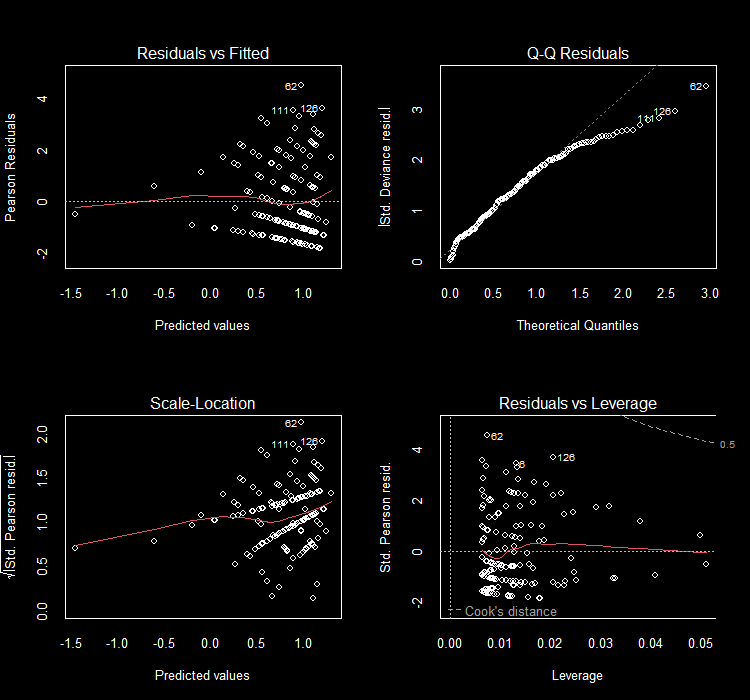 Residuals vs Fitted
Pearson Residuals
4
2
0
-2
62
111
126
-1.5 -1.0 -0.5 0.0 0.5 1.0
Predicted values
Q-Q Residuals
|Std. Deviance resid.|
3
2
1
0
62
126
111
0.0 0.5 1.0 1.5 2.0 2.5 3.0
Theoretical Quantiles
Scale-Location
√|Std. Pearson resid.|
2.0
1.5
1.0
0.5
0.0
62
111
126
-1.5 -1.0 -0.5 0.0 0.5 1.0
Predicted values
Residuals vs Leverage
Std. Pearson resid.
4
2
0
-2
62
126
0.5
Cook's distance
0.00 0.01 0.02 0.03 0.04 0.05
Leverage